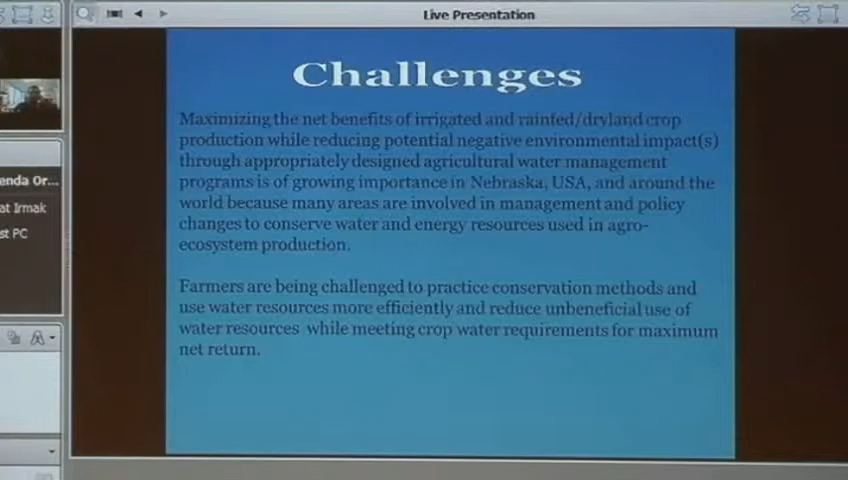 Live Presentation
Challenges
Maximizing the net benefits of irrigated and rainfed/dryland crop
production while reducing potential negative environmental impact(s)
through appropriately designed agricultural water management
programs is of growing importance in Nebraska, USA, and around the
world because many areas are involved in management and policy
changes to conserve water and energy resources used in agro-
ecosystem production.
Farmers are being challenged to practice conservation methods and
use water resources more efficiently and reduce unbeneficial use of
water resources while meeting crop water requirements for maximum
net return.
enda Or...
at Irmak
st PC